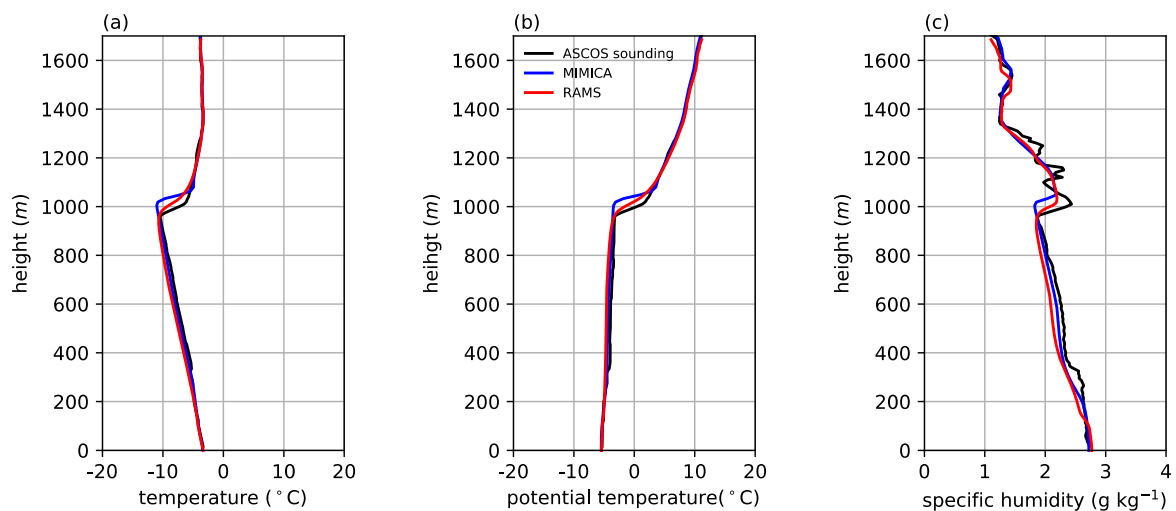 (a)
1600
1400
1200
1000
800
600
400
200
0
height (m)
-20 -10 0 10 20
temperature (°C)
(b)
ASCOS sounding
MIMICA
RAMS
1600
1400
1200
1000
800
600
400
200
0
heihgt (m)
-20 -10 0 10 20
potential temperature(°C)
(c)
1600
1400
1200
1000
800
600
400
200
0
height (m)
0 1 2 3 4
specific humidity (g kg⁻¹)